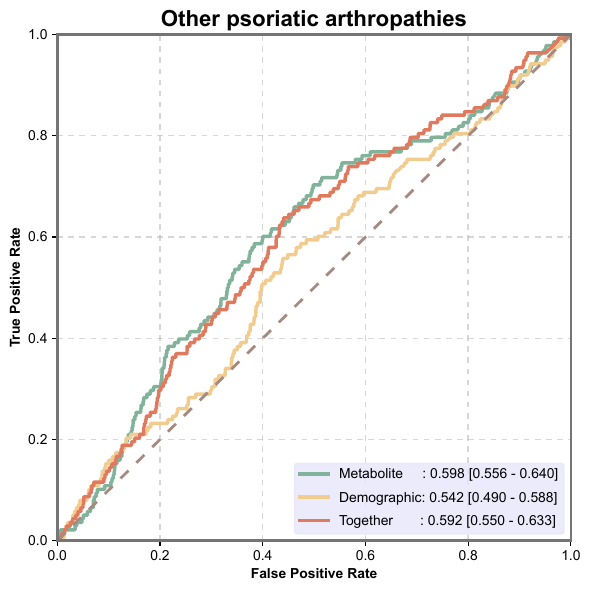 Other psoriatic arthropathies
1.0
0.8
0.6
0.4
0.2
0.0
True Positive Rate
Metabolite : 0.598 [0.556 - 0.640]
Demographic: 0.542 [0.490 - 0.588]
Together : 0.592 [0.550 - 0.633]
0.0 0.2 0.4 0.6 0.8 1.0
False Positive Rate